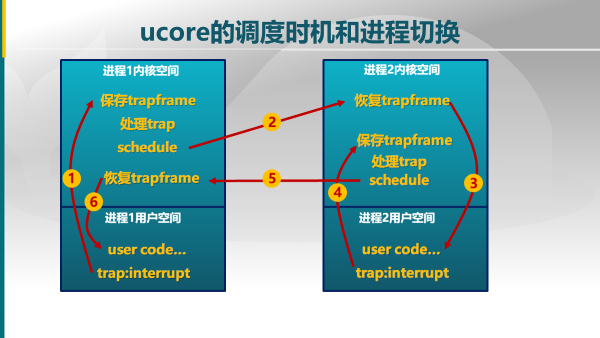 ucore的调度时机和进程切换
进程1内核空间
保存trapframe
处理trap
schedule
恢复trapframe
进程1用户空间
user code...
trap:interrupt
进程2内核空间
恢复trapframe
保存trapframe
处理trap
schedule
进程2用户空间
user code...
trap:interrupt
1
2
3
4
5
6